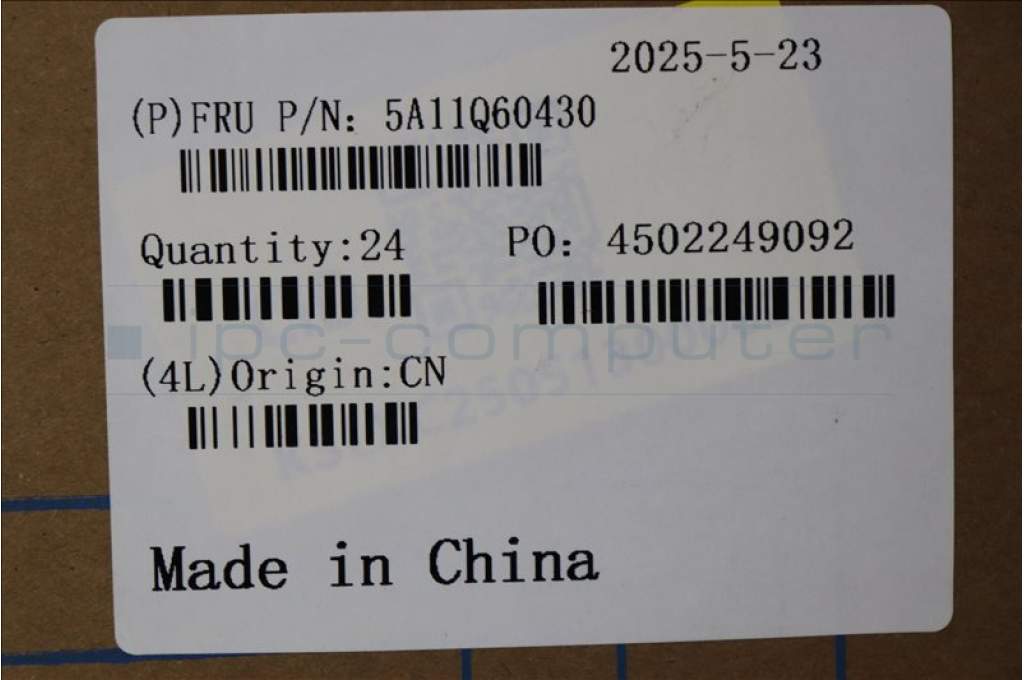 2025-5-23
(P)FRU P/N: 5A11Q60430
Quantity:24 PO: 4502249092
ipc-computer
(4L)Origin:CN
Made in China